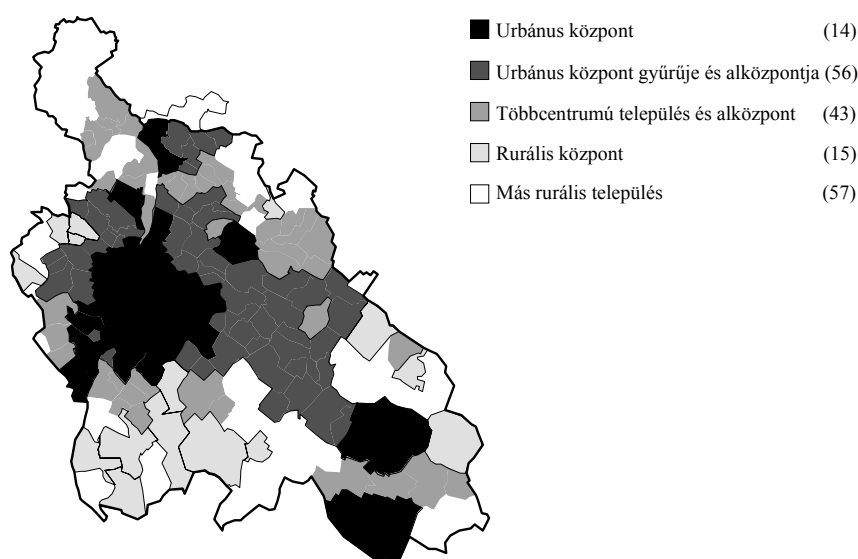 Urbánus központ (14)
Urbánus központ gyűrűje és alközpontja (56)
Többcentrumú település és alközpont (43)
Rurális központ (15)
Más rurális település (57)